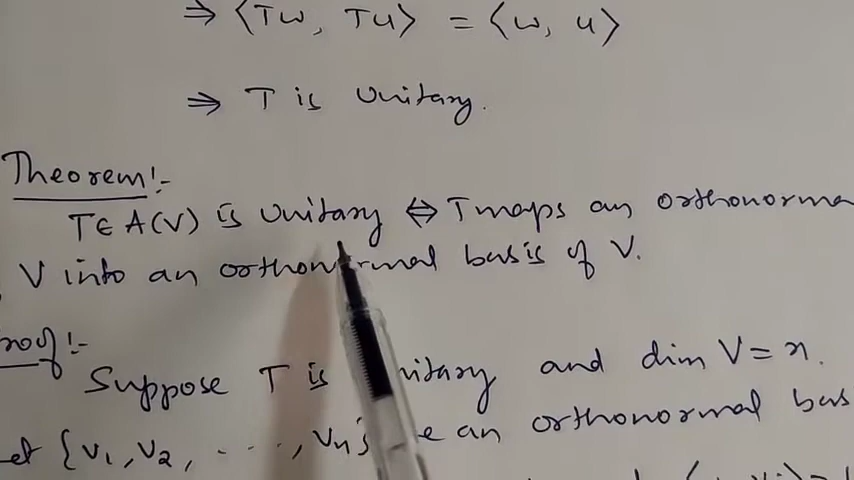 ⇒ ⟨Tw, Tu⟩ = ⟨w, u⟩
⇒ T is Unitary.
Theorem:-
T∈ A(V) is Unitary ⇔ T maps an orthonorma
V into an orthonormal basis of V.
roof:-
Suppose T is unitary and dim V = n.
et {v₁, v₂, ..., vₙ} be an orthonormal bas